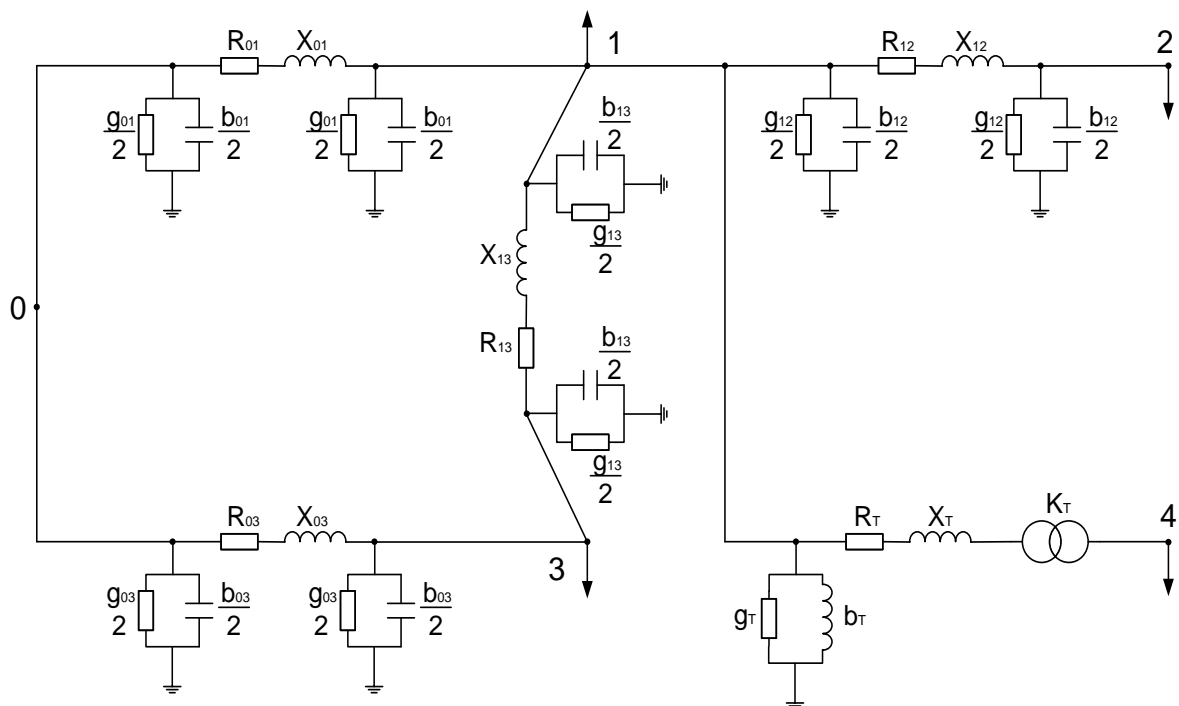 R01 X01
1
R12 X12
2
g01/2 b01/2
g01/2 b01/2
b13/2
g13/2
g12/2 b12/2
g12/2 b12/2
X13
0
R13
b13/2
g13/2
R03 X03
3
RT XT KT
4
g03/2 b03/2
g03/2 b03/2
gT bT